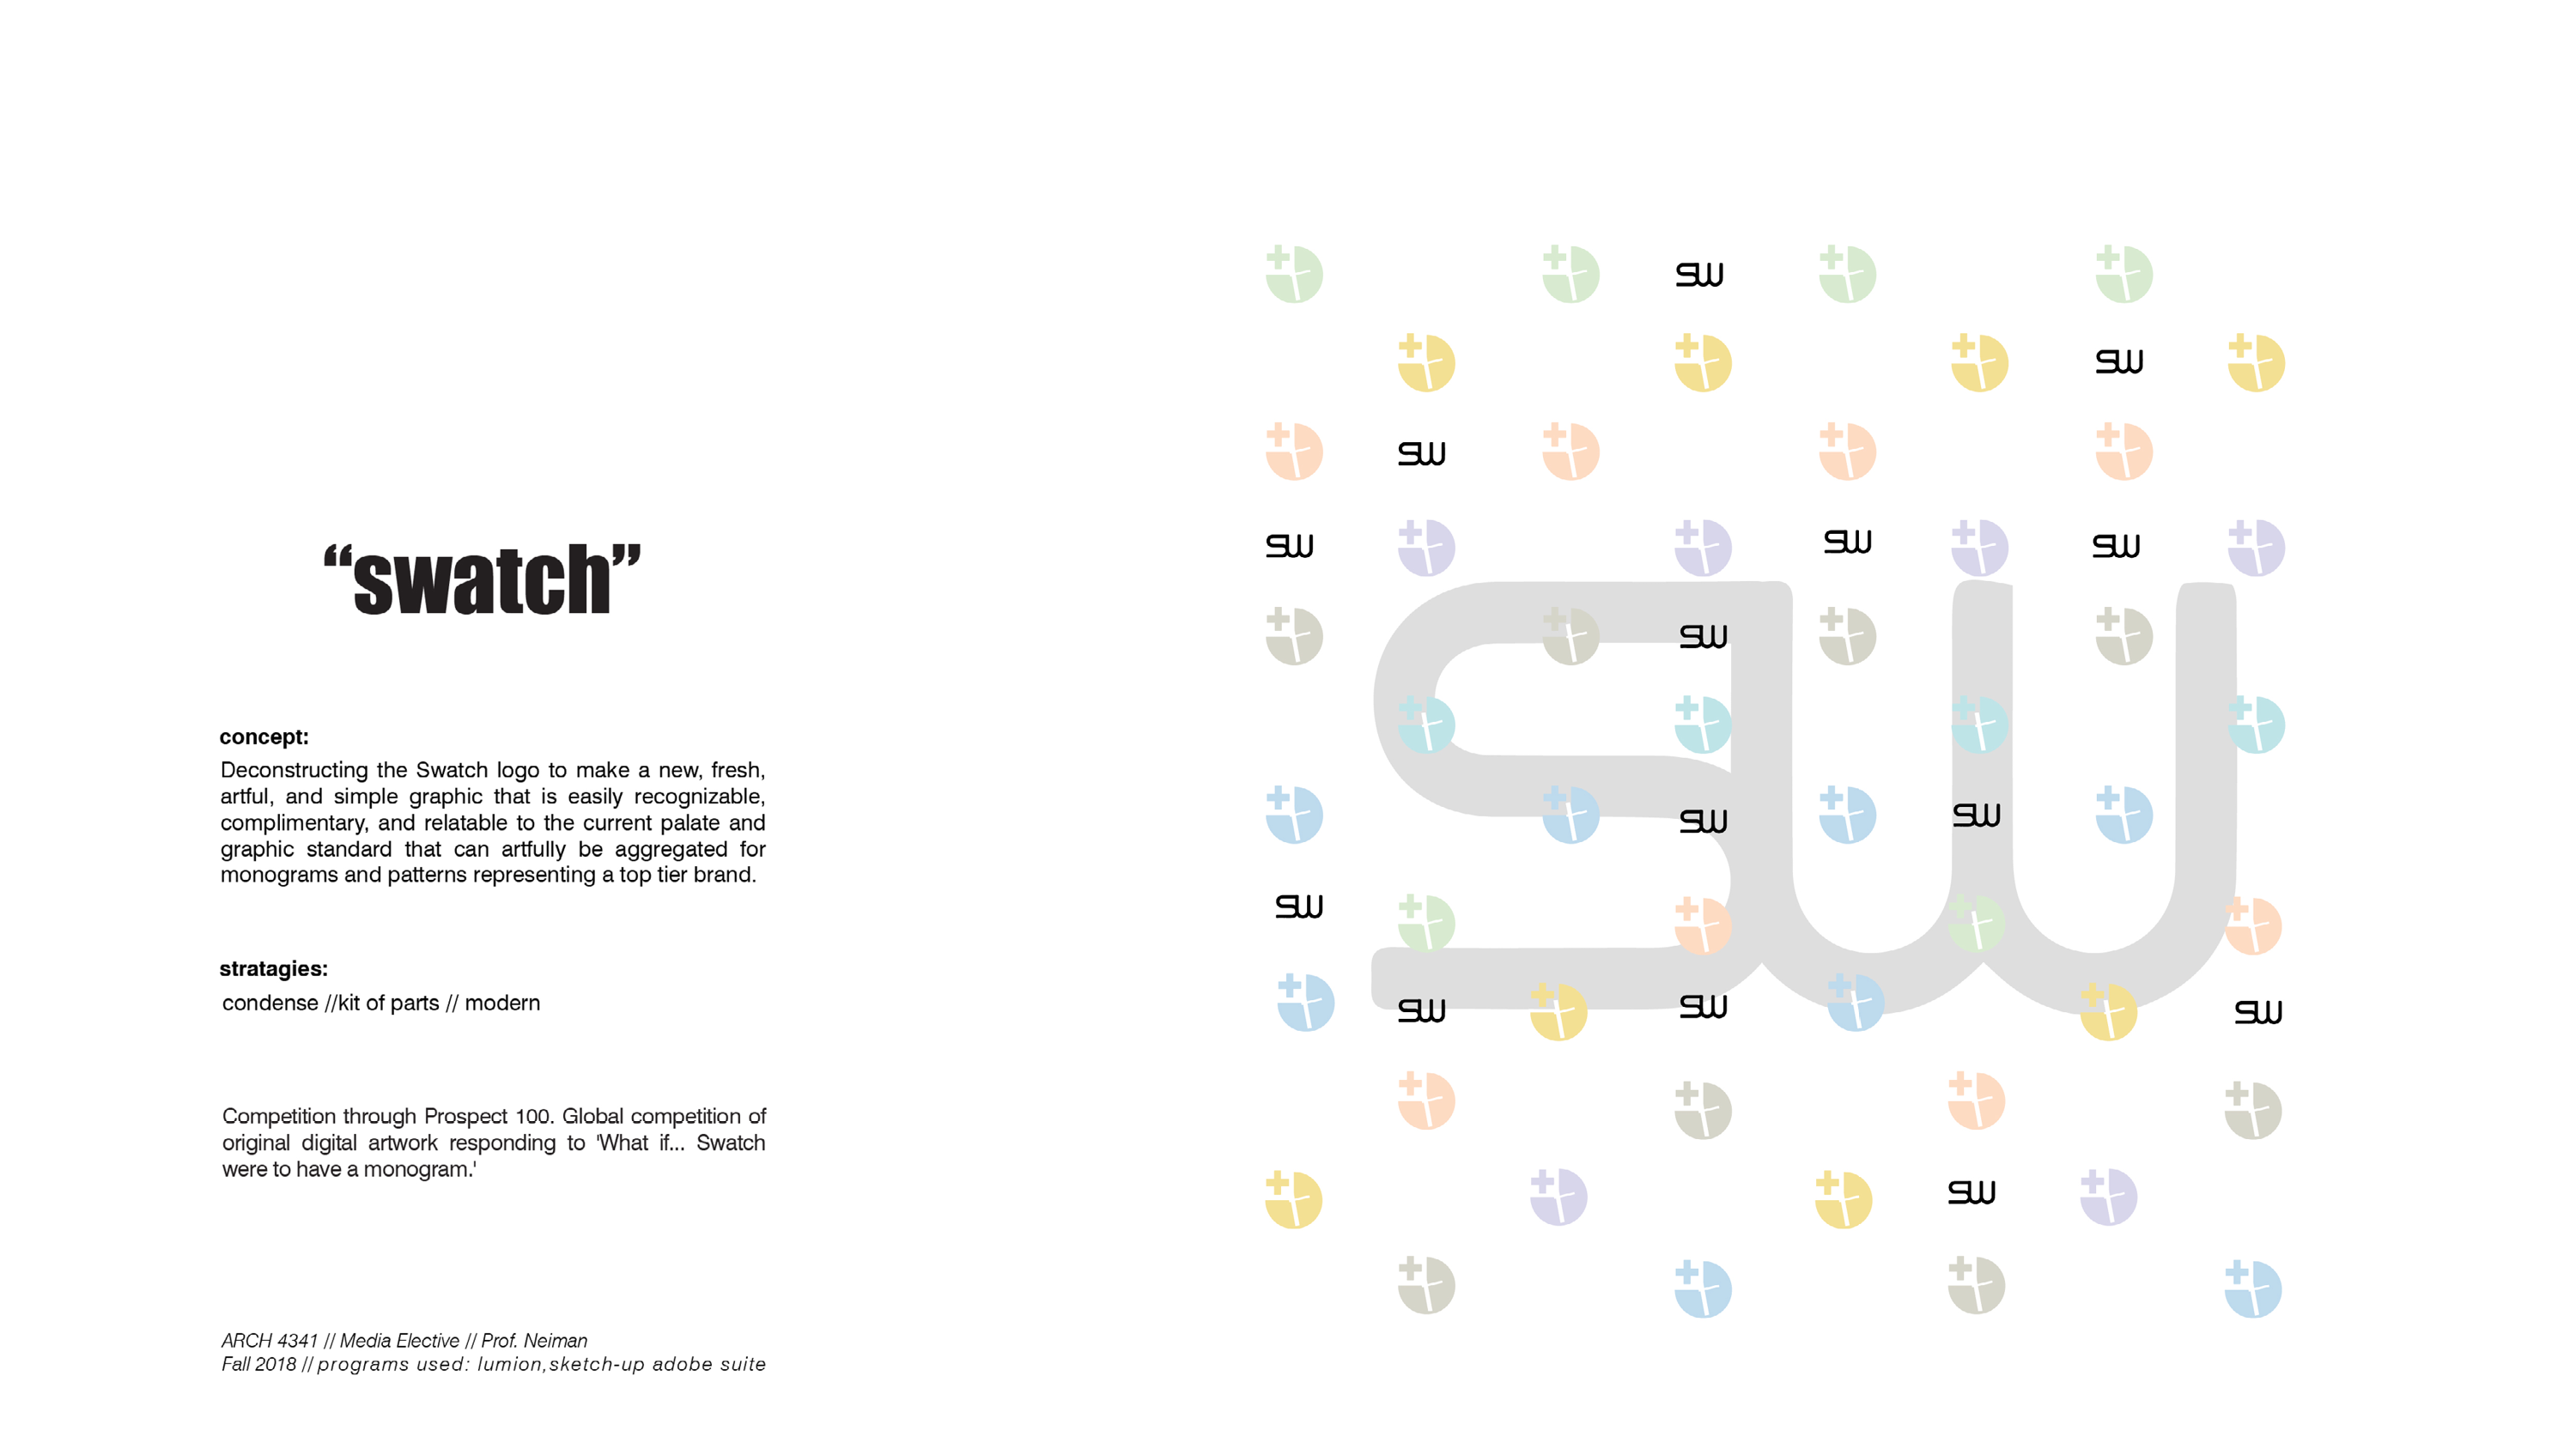 “swatch”
concept:
Deconstructing the Swatch logo to make a new, fresh,
artful, and simple graphic that is easily recognizable,
complimentary, and relatable to the current palate and
graphic standard that can artfully be aggregated for
monograms and patterns representing a top tier brand.
stratagies:
condense //kit of parts // modern
Competition through Prospect 100. Global competition of
original digital artwork responding to 'What if... Swatch
were to have a monogram.'
ARCH 4341 // Media Elective // Prof. Neiman
Fall 2018 // programs used: lumion,sketch-up adobe suite
SW
SW
SW
SW SW SW
SW
SW
SW SW
SW
SW SW SW
SW